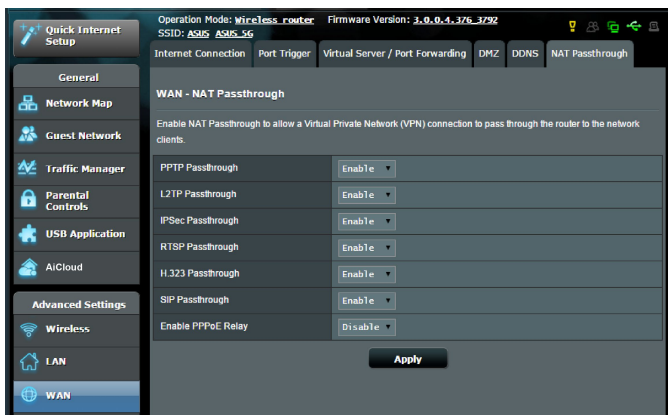 Quick Internet
Setup
Operation Mode: Wireless router Firmware Version: 3.0.0.4.376_3792
SSID: ASUS ASUS_5G
Internet Connection Port Trigger Virtual Server / Port Forwarding DMZ DDNS NAT Passthrough
General
Network Map
Guest Network
Traffic Manager
Parental
Controls
USB Application
AiCloud
Advanced Settings
Wireless
LAN
WAN
WAN - NAT Passthrough
Enable NAT Passthrough to allow a Virtual Private Network (VPN) connection to pass through the router to the network
clients.
PPTP Passthrough Enable
L2TP Passthrough Enable
IPSec Passthrough Enable
RTSP Passthrough Enable
H.323 Passthrough Enable
SIP Passthrough Enable
Enable PPPoE Relay Disable
Apply